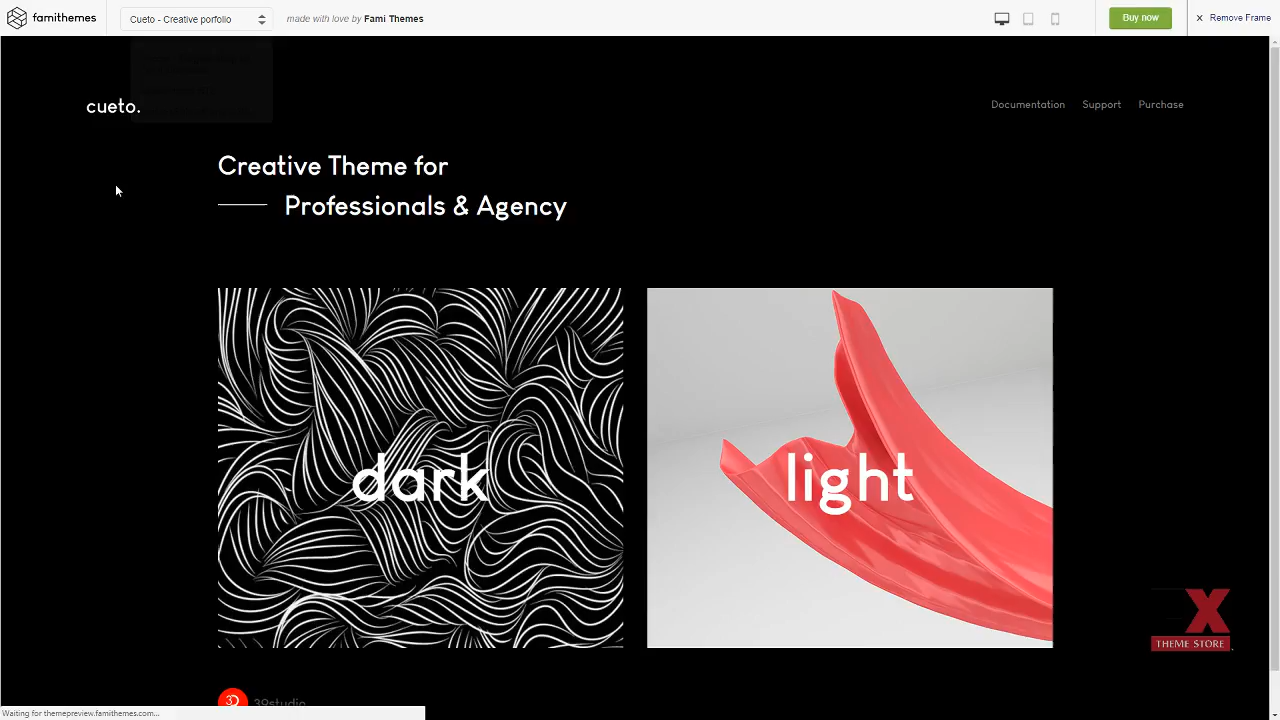 famithemes
Cueto - Creative porfolio
made with love by Fami Themes
Buy now
Remove Frame
cueto.
Documentation
Support
Purchase
Creative Theme for
Professionals & Agency
dark
light
X
THEME STORE
39studio
Waiting for themepreview.famithemes.com...